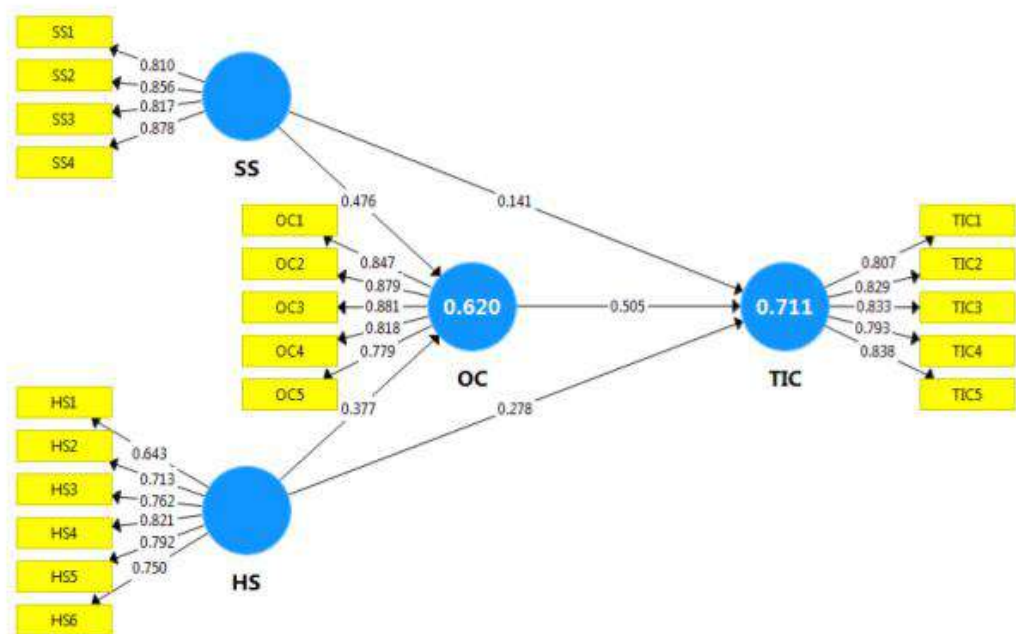 SS1
SS2
SS3
SS4
0.810
0.856
0.817
0.878
SS
0.476
0.141
OC1
OC2
OC3
OC4
OC5
0.847
0.879
0.881
0.818
0.779
0.620
OC
0.505
0.711
TIC
0.807
0.829
0.833
0.793
0.838
TIC1
TIC2
TIC3
TIC4
TIC5
0.377
0.278
HS1
HS2
HS3
HS4
HS5
HS6
0.643
0.713
0.762
0.821
0.792
0.750
HS